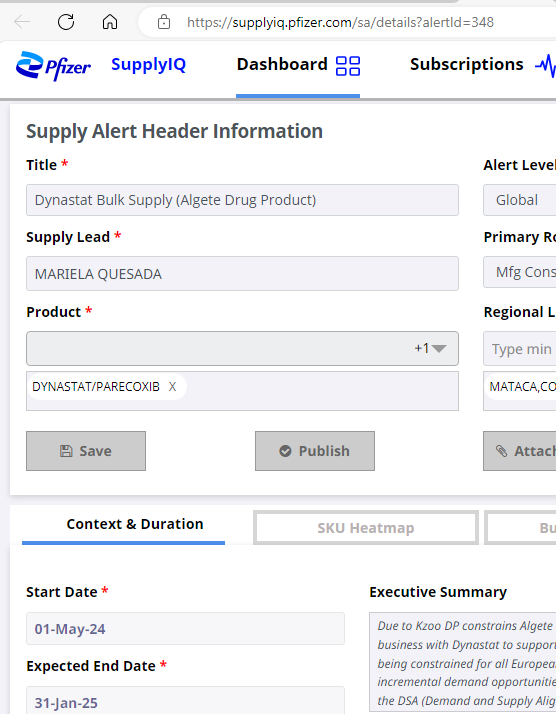 https://supplyiq.pfizer.com/sa/details?alertId=348
Pfizer SupplyIQ Dashboard Subscriptions
Supply Alert Header Information
Title * Alert Level
Dynastat Bulk Supply (Algete Drug Product) Global
Supply Lead * Primary Ro
MARIELA QUESADA Mfg Cons
Product * Regional L
+1 Type min
DYNASTAT/PARECOXIB X MATACA,CO
Save Publish Attach
Context & Duration SKU Heatmap Bu
Start Date * Executive Summary
01-May-24 Due to Kzoo DP constrains Algete
business with Dynastat to support
Expected End Date * being constrained for all Europea
incremental demand opportunitie
31-Jan-25 the DSA (Demand and Supply Alig